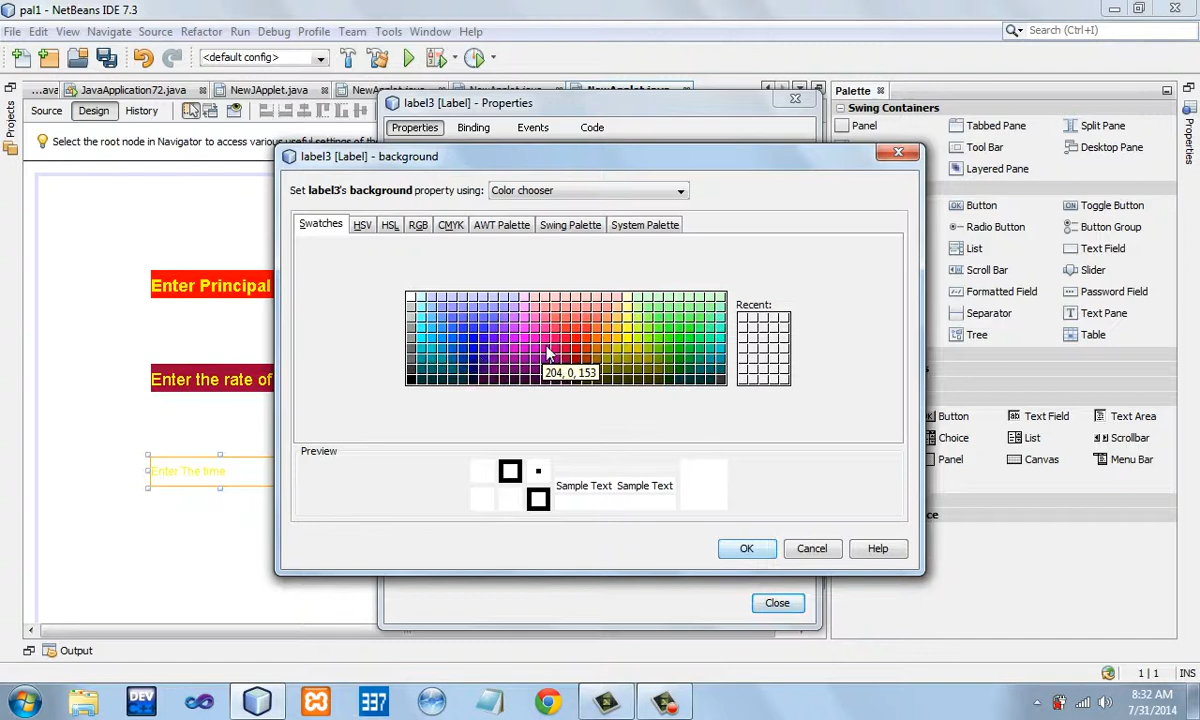 pal1 - NetBeans IDE 7.3
File Edit View Navigate Source Refactor Run Debug Profile Team Tools Window Help
Search (Ctrl+I)
<default config>
...ava JavaApplication72.java NewJApplet.java
Palette
label3 [Label] - Properties
Source Design History
Swing Containers
Properties Binding Events Code
Panel Tabbed Pane Split Pane
Select the root node in Navigator to access various useful settings of the
Tool Bar Desktop Pane
label3 [Label] - background
Layered Pane
Set label3's background property using: Color chooser
Button Toggle Button
Swatches HSV HSL RGB CMYK AWT Palette Swing Palette System Palette
Radio Button Button Group
List Text Field
Scroll Bar Slider
Enter Principal
Formatted Field Password Field
Recent:
Separator Text Pane
Tree Table
204, 0, 153
Enter the rate of
Button Text Field Text Area
Choice List Scrollbar
Preview
Panel Canvas Menu Bar
Enter The time
Sample Text Sample Text
OK Cancel Help
Close
Output
1 | 1 INS
Projects
Properties
DEV
337
8:32 AM
7/31/2014